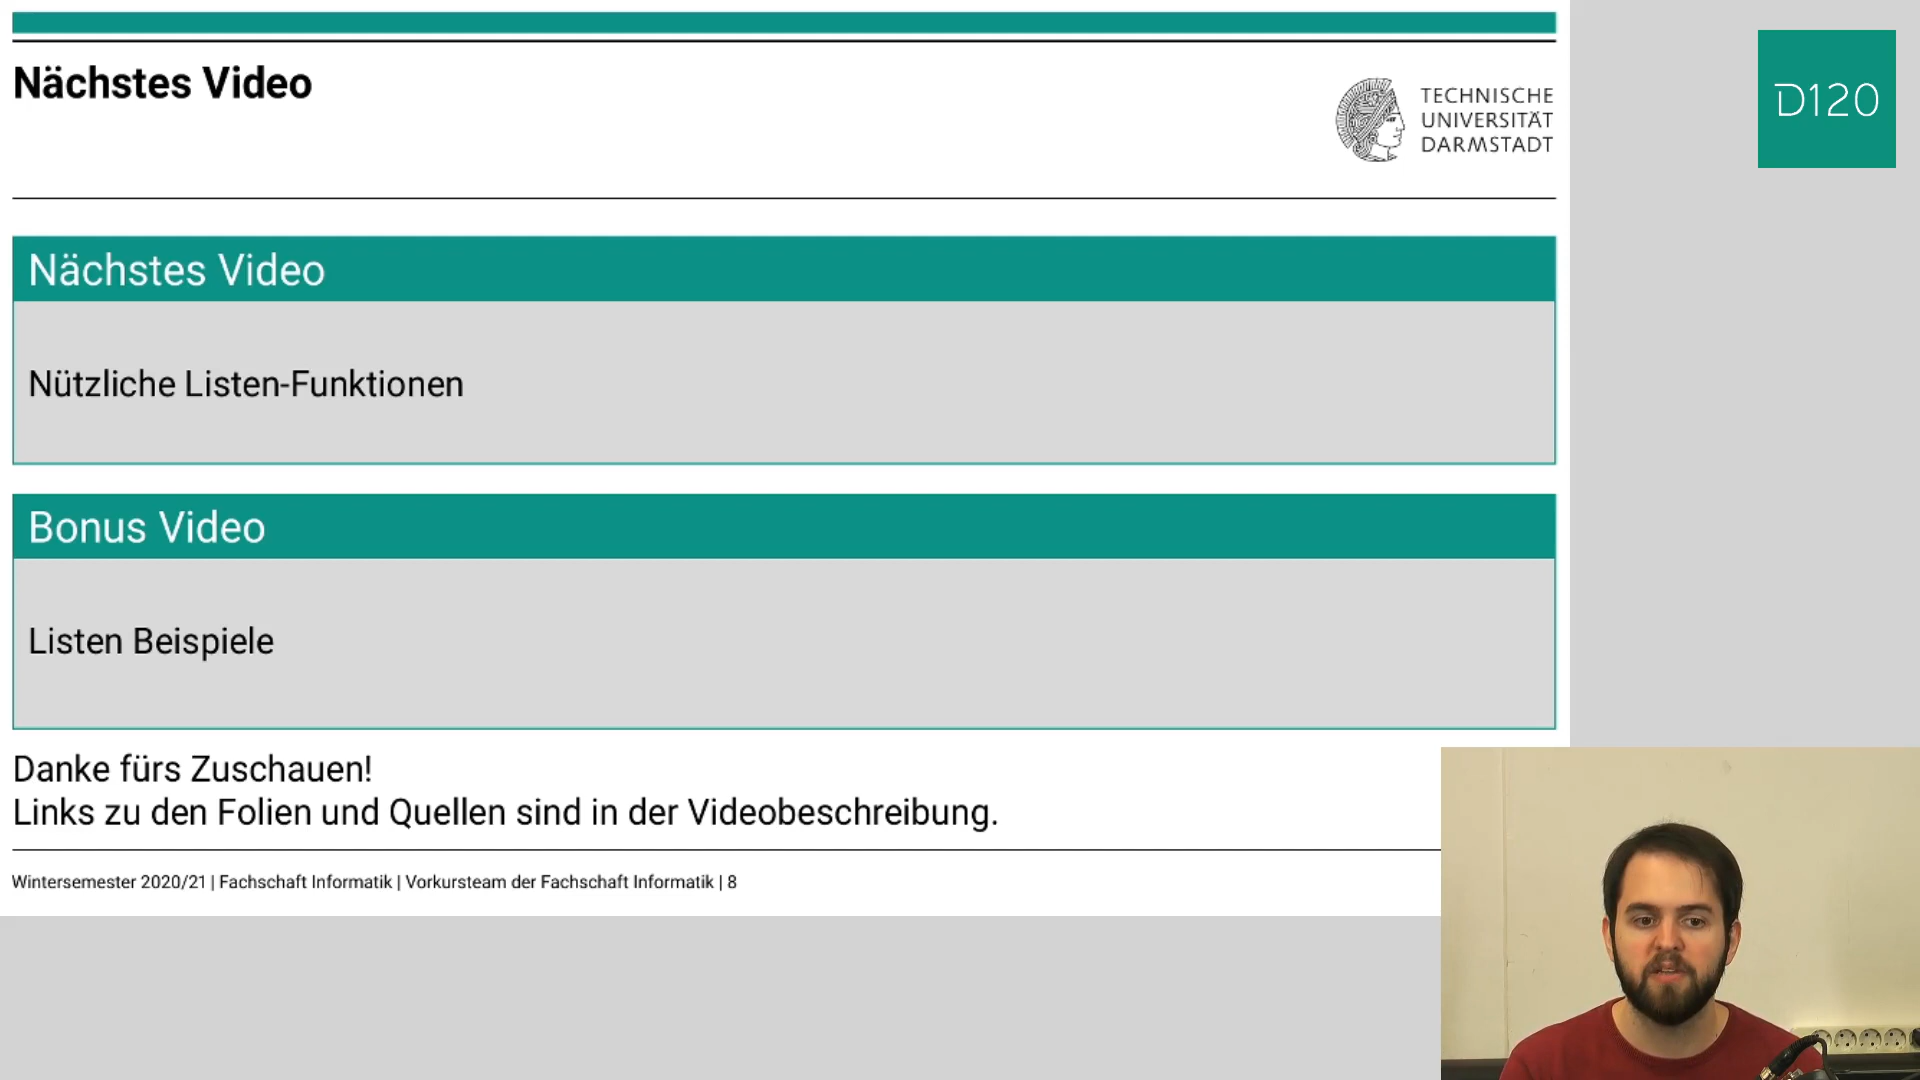 Nächstes Video
TECHNISCHE
UNIVERSITÄT
DARMSTADT
D120
Nächstes Video
Nützliche Listen-Funktionen
Bonus Video
Listen Beispiele
Danke fürs Zuschauen!
Links zu den Folien und Quellen sind in der Videobeschreibung.
Wintersemester 2020/21 | Fachschaft Informatik | Vorkursteam der Fachschaft Informatik | 8